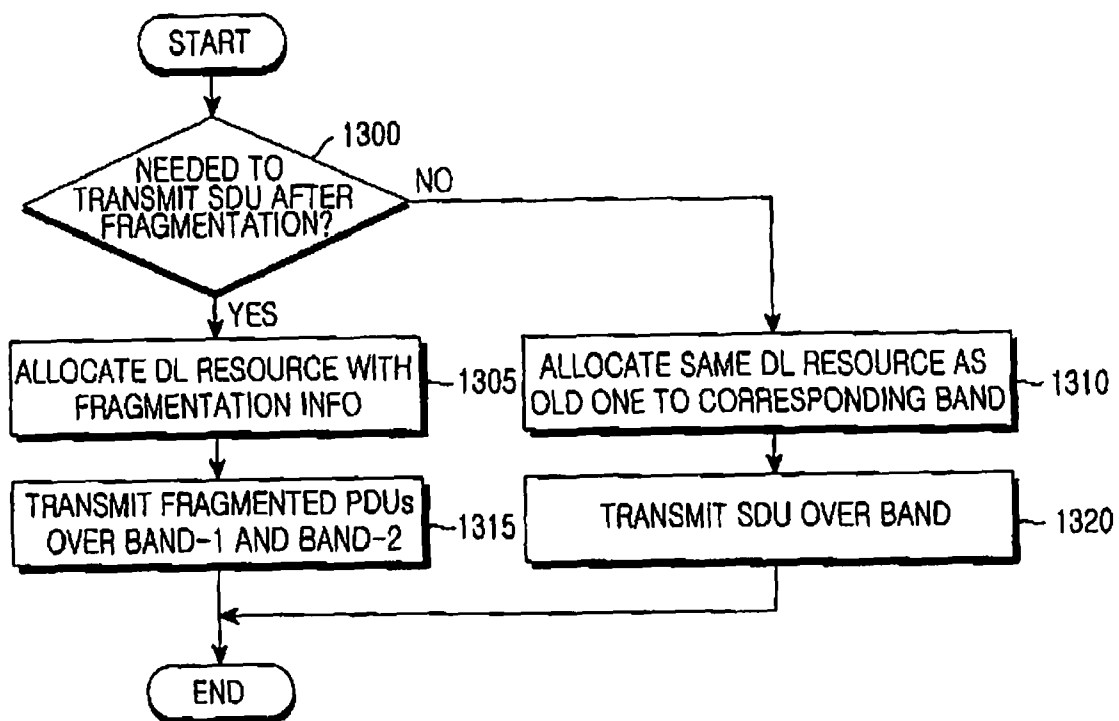 START
1300
NEEDED TO
TRANSMIT SDU AFTER
FRAGMENTATION?
NO
YES
ALLOCATE DL RESOURCE WITH
FRAGMENTATION INFO
1305
ALLOCATE SAME DL RESOURCE AS
OLD ONE TO CORRESPONDING BAND
1310
TRANSMIT FRAGMENTED PDUs
OVER BAND-1 AND BAND-2
1315
TRANSMIT SDU OVER BAND
1320
END